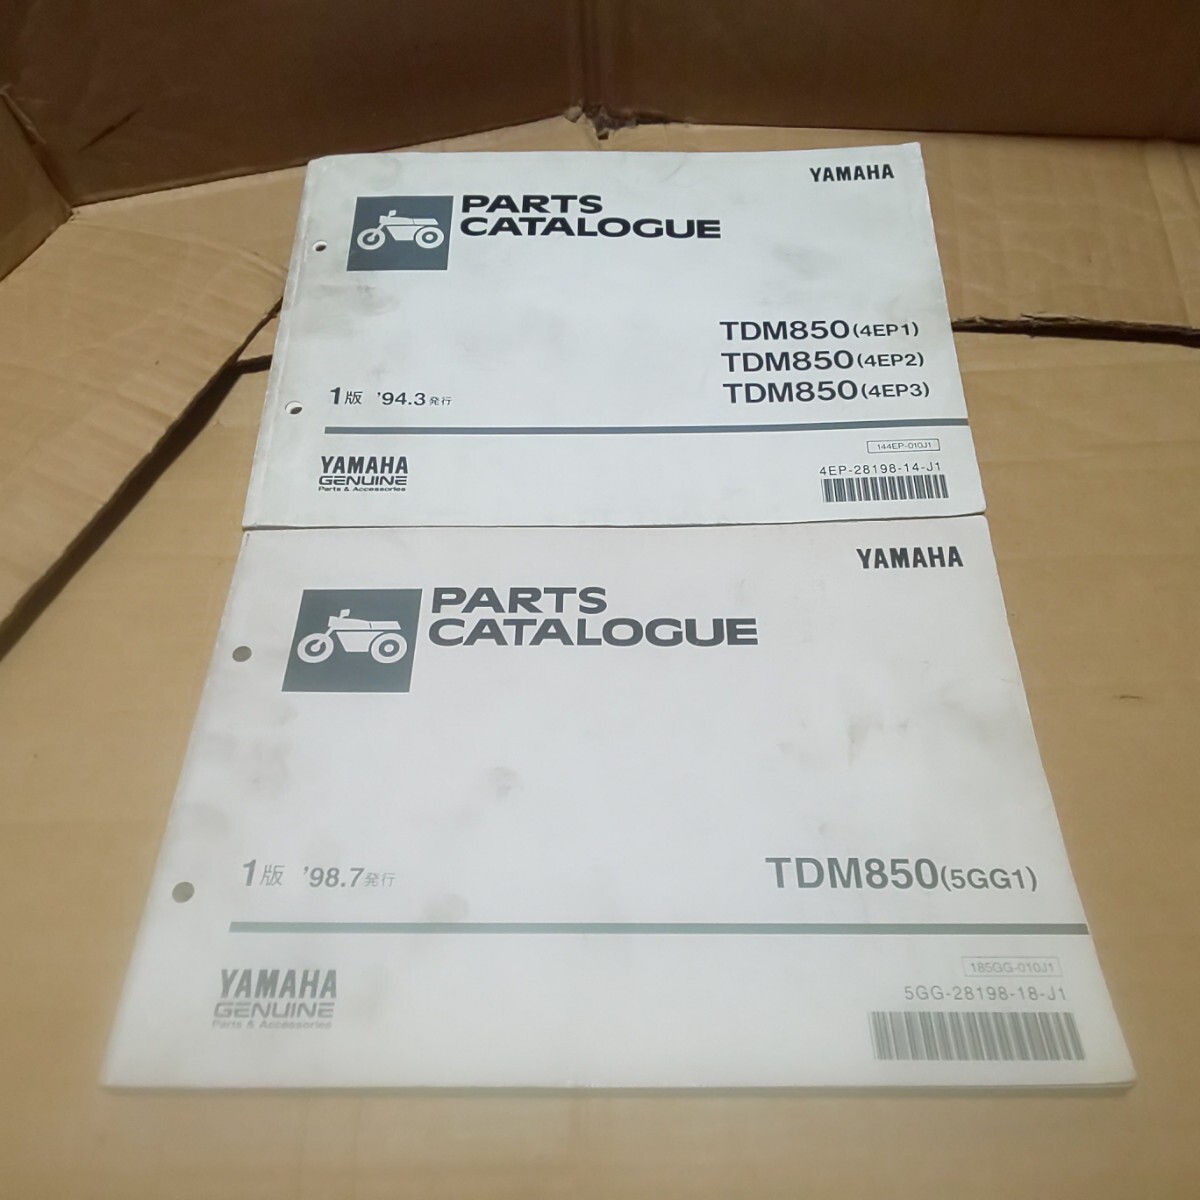 YAMAHA
PARTS
CATALOGUE
TDM850(4EP1)
TDM850(4EP2)
TDM850(4EP3)
1版 '94.3発行
144EP-010J1
4EP-28198-14-J1
YAMAHA
GENUINE
Parts & Accessories
YAMAHA
PARTS
CATALOGUE
1版 '98.7発行
TDM850(5GG1)
185GG-010J1
5GG-28198-18-J1
YAMAHA
GENUINE
Parts & Accessories